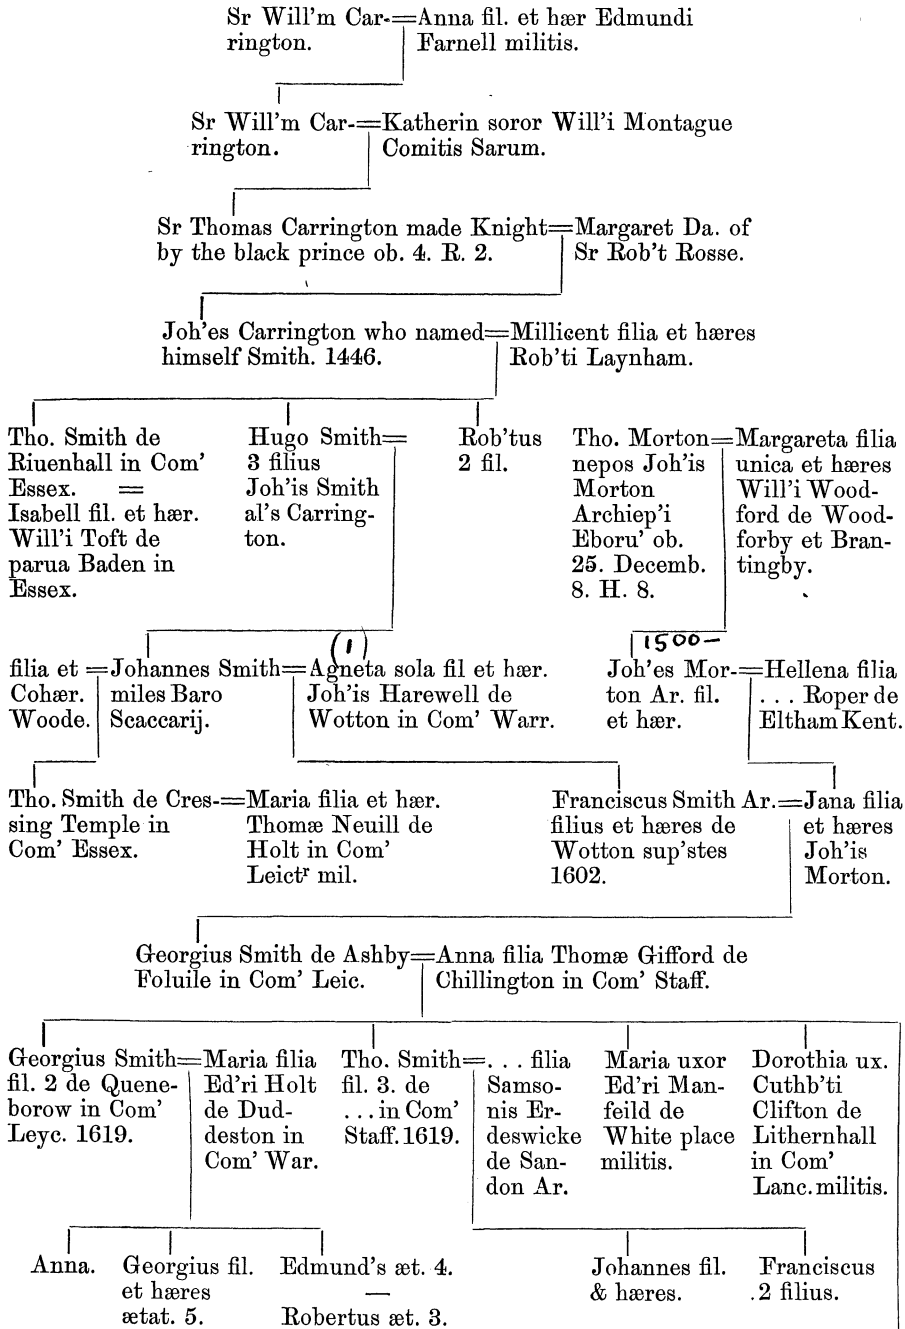 Sr Will'm Car-=Anna fil. et hær Edmundi
rington. Farnell militis.
Sr Will'm Car-=Katherin soror Will'i Montague
rington. Comitis Sarum.
Sr Thomas Carrington made Knight=Margaret Da. of
by the black prince ob. 4. R. 2. Sr Rob't Rosse.
Joh'es Carrington who named=Millicent filia et hæres
himself Smith. 1446. Rob'ti Laynham.
Tho. Smith de
Riuenhall in Com'
Essex. =
Isabell fil. et hær.
Will'i Toft de
parua Baden in
Essex.
Hugo Smith=
3 filius
Joh'is Smith
al's Carring-
ton.
Rob'tus
2 fil.
Tho. Morton=
nepos Joh'is
Morton
Archiep'i
Eboru' ob.
25. Decemb.
8. H. 8.
Margareta filia
unica et hæres
Will'i Wood-
ford de Wood-
forby et Bran-
tingby.
filia et =
Cohær.
Woode.
Johannes Smith=
miles Baro
Scaccarij.
(1)
Agneta sola fil et hær.
Joh'is Harewell de
Wotton in Com' Warr.
1500-
Joh'es Mor-=
ton Ar. fil.
et hær.
Hellena filia
. . . Roper de
Eltham Kent.
Tho. Smith de Cres-=
sing Temple in
Com' Essex.
Maria filia et hær.
Thomæ Neuill de
Holt in Com'
Leictr mil.
Franciscus Smith Ar.=
filius et hæres de
Wotton sup'stes
1602.
Jana filia
et hæres
Joh'is
Morton.
Georgius Smith de Ashby=Anna filia Thomæ Gifford de
Foluile in Com' Leic. Chillington in Com' Staff.
Georgius Smith=
fil. 2 de Quene-
borow in Com'
Leyc. 1619.
Maria filia
Ed'ri Holt
de Dud-
deston in
Com' War.
Tho. Smith=
fil. 3. de
. . . in Com'
Staff. 1619.
. . . filia
Samso-
nis Er-
deswicke
de San-
don Ar.
Maria uxor
Ed'ri Man-
feild de
White place
militis.
Dorothia ux.
Cuthb'ti
Clifton de
Lithernhall
in Com'
Lanc. militis.
Anna.
Georgius fil.
et hæres
ætat. 5.
Edmund's æt. 4.
—
Robertus æt. 3.
Johannes fil.
& hæres.
Franciscus
2 filius.